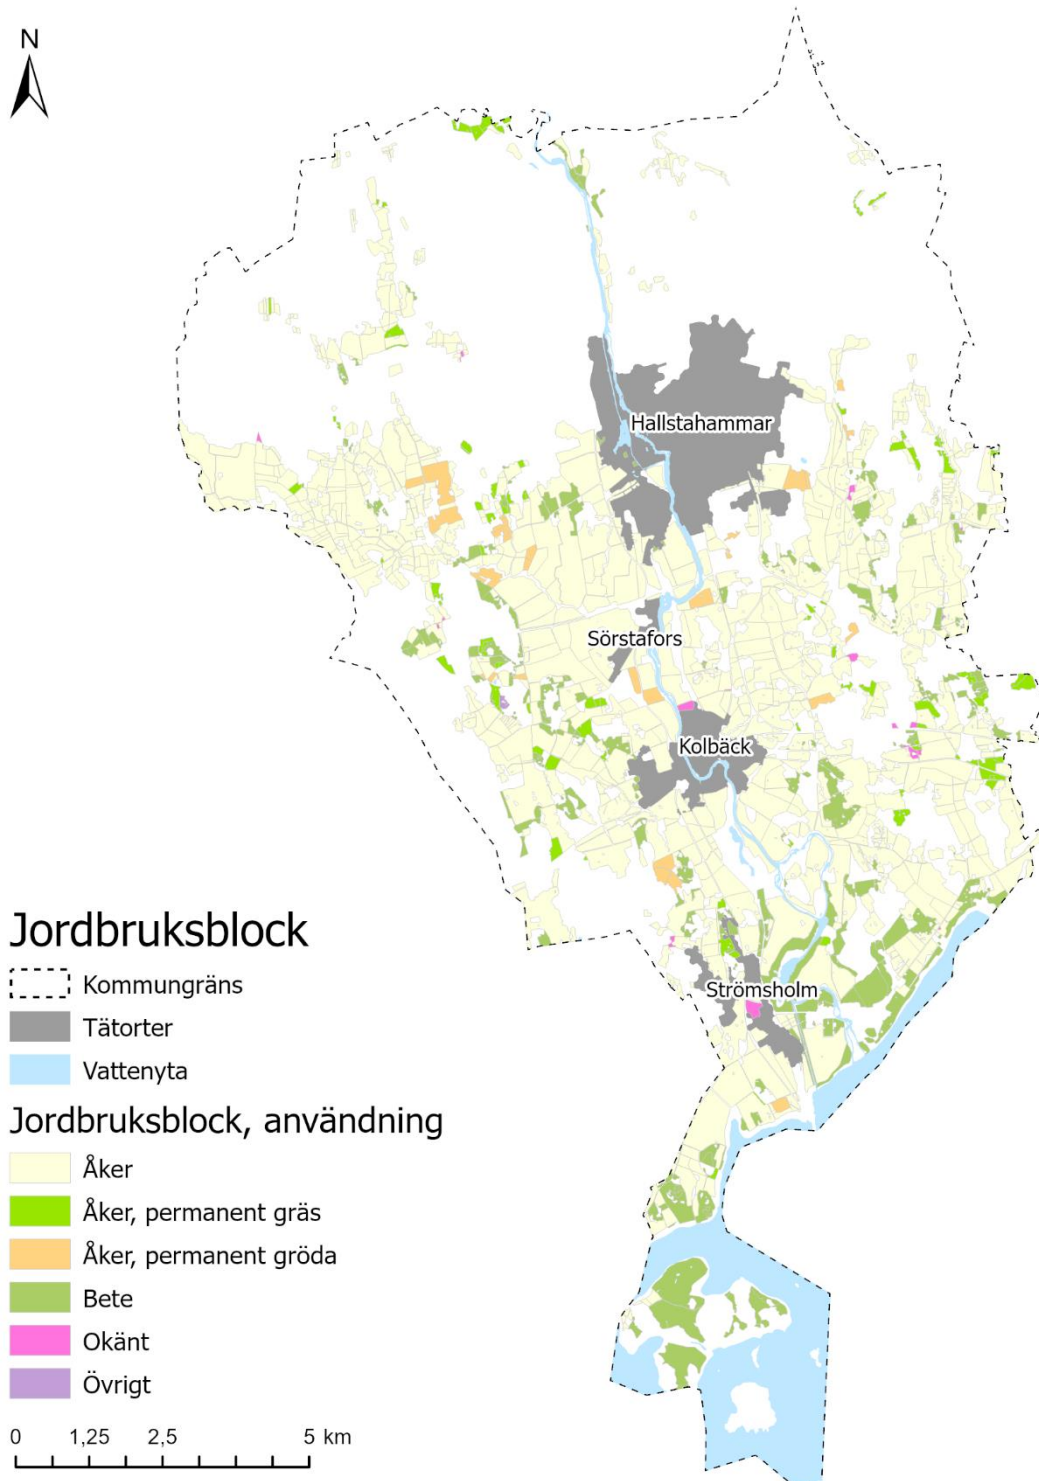 N
Hallstahammar
Sörstafors
Kolbäck
Strömsholm
Jordbruksblock
Kommungräns
Tätorter
Vattenyta
Jordbruksblock, användning
Åker
Åker, permanent gräs
Åker, permanent gröda
Bete
Okänt
Övrigt
0 1,25 2,5 5 km